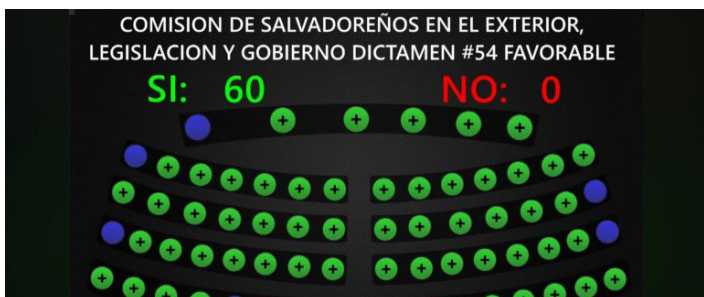 COMISION DE SALVADOREÑOS EN EL EXTERIOR,
LEGISLACION Y GOBIERNO DICTAMEN #54 FAVORABLE
SI: 60 NO: 0